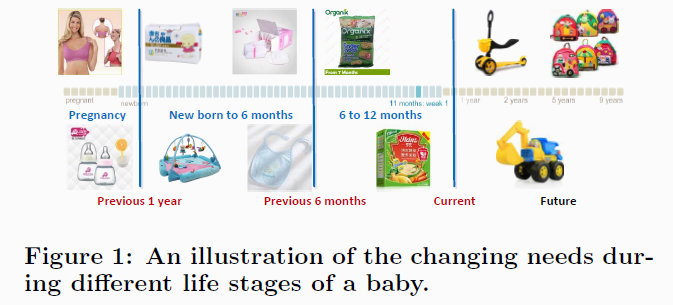 Organix
From 7 Months
pregnant
newborn
11 months: week 1
1 year
2 years
5 years
8 years
Pregnancy
New born to 6 months
6 to 12 months
Heinz
Previous 1 year
Previous 6 months
Current
Future
Figure 1: An illustration of the changing needs dur-
ing different life stages of a baby.